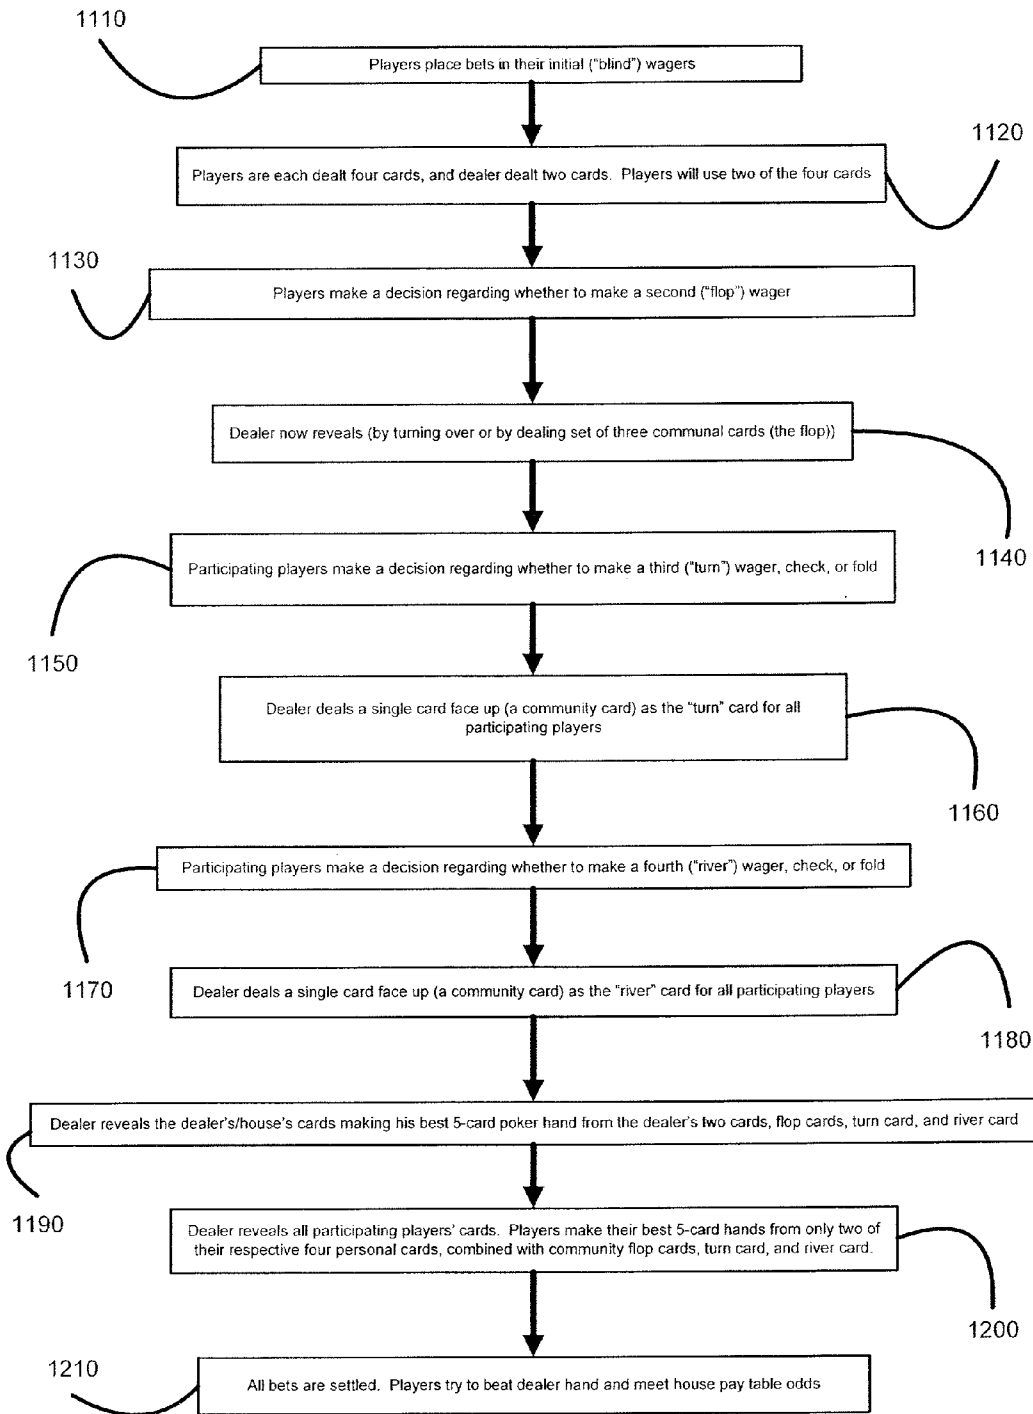 1110
Players place bets in their initial ("blind") wagers
1120
Players are each dealt four cards, and dealer dealt two cards. Players will use two of the four cards
1130
Players make a decision regarding whether to make a second ("flop") wager
Dealer now reveals (by turning over or by dealing set of three communal cards (the flop))
1140
Participating players make a decision regarding whether to make a third ("turn") wager, check, or fold
1150
Dealer deals a single card face up (a community card) as the "turn" card for all
participating players
1160
Participating players make a decision regarding whether to make a fourth ("river") wager, check, or fold
1170
Dealer deals a single card face up (a community card) as the "river" card for all participating players
1180
Dealer reveals the dealer's/house's cards making his best 5-card poker hand from the dealer's two cards, flop cards, turn card, and river card
1190
Dealer reveals all participating players' cards. Players make their best 5-card hands from only two of
their respective four personal cards, combined with community flop cards, turn card, and river card.
1200
1210
All bets are settled. Players try to beat dealer hand and meet house pay table odds